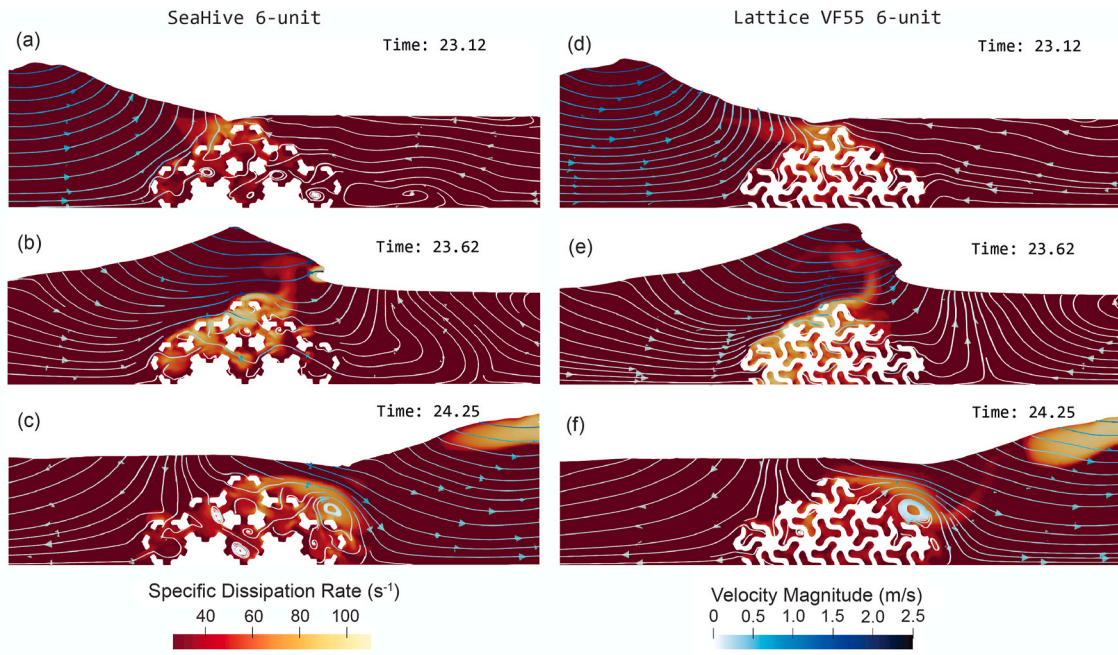 SeaHive 6-unit
Lattice VF55 6-unit
(a)
Time: 23.12
(d)
Time: 23.12
(b)
Time: 23.62
(e)
Time: 23.62
(c)
Time: 24.25
(f)
Time: 24.25
Specific Dissipation Rate (s⁻¹)
40 60 80 100
Velocity Magnitude (m/s)
0 0.5 1.0 1.5 2.0 2.5